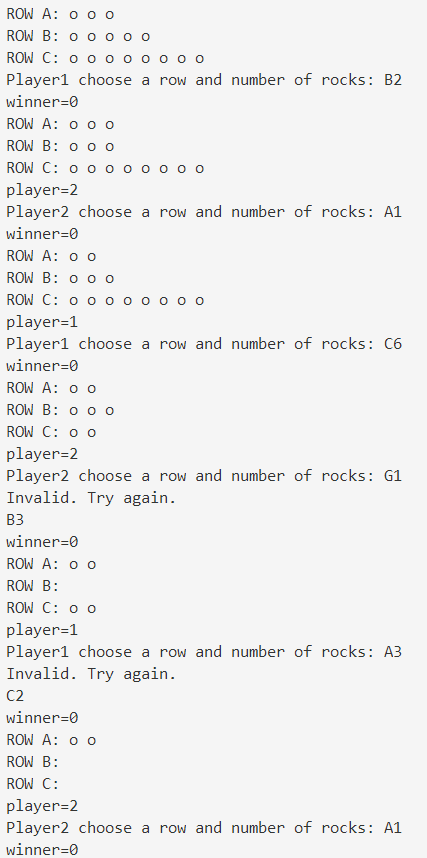 ROW A: o o o
ROW B: o o o o o
ROW C: o o o o o o o o
Player1 choose a row and number of rocks: B2
winner=0
ROW A: o o o
ROW B: o o o
ROW C: o o o o o o o o
player=2
Player2 choose a row and number of rocks: A1
winner=0
ROW A: o o
ROW B: o o o
ROW C: o o o o o o o o
player=1
Player1 choose a row and number of rocks: C6
winner=0
ROW A: o o
ROW B: o o o
ROW C: o o
player=2
Player2 choose a row and number of rocks: G1
Invalid. Try again.
B3
winner=0
ROW A: o o
ROW B:
ROW C: o o
player=1
Player1 choose a row and number of rocks: A3
Invalid. Try again.
C2
winner=0
ROW A: o o
ROW B:
ROW C:
player=2
Player2 choose a row and number of rocks: A1
winner=0